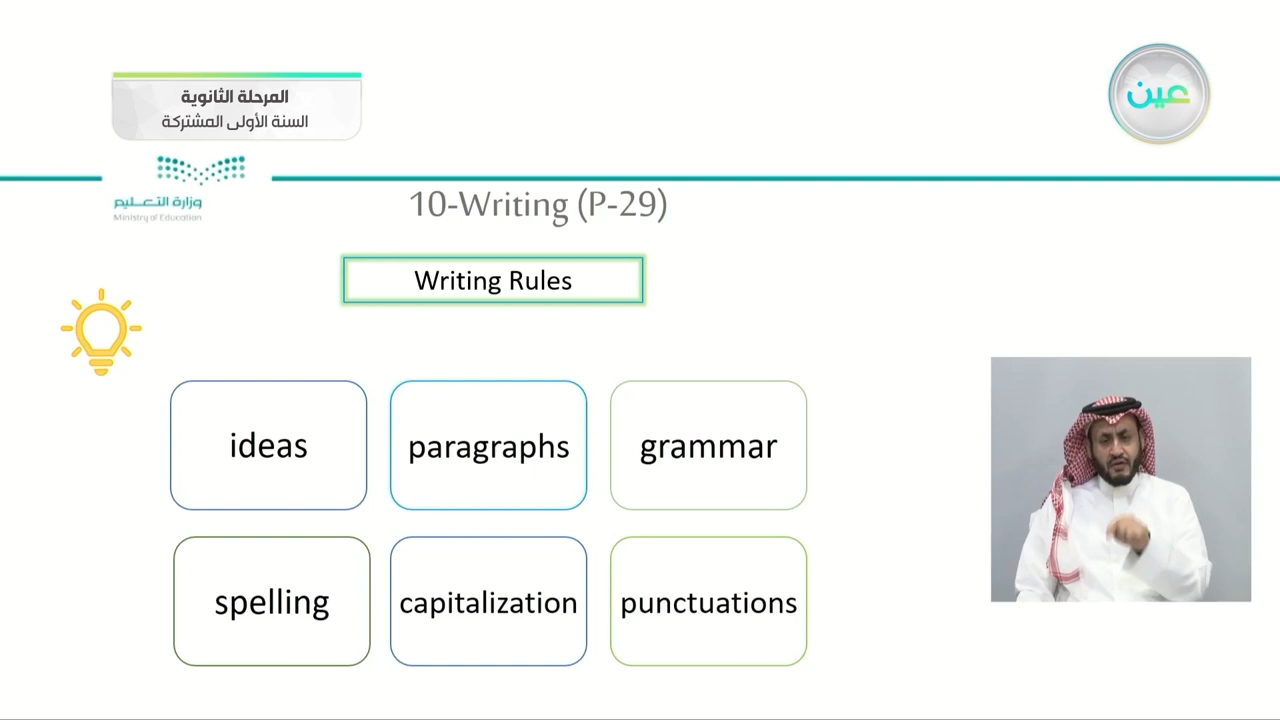 المرحلة الثانوية
السنة الأولى المشتركة
عين
وزارة التعليم
Ministry of Education
10-Writing (P-29)
Writing Rules
ideas
paragraphs
grammar
spelling
capitalization
punctuations